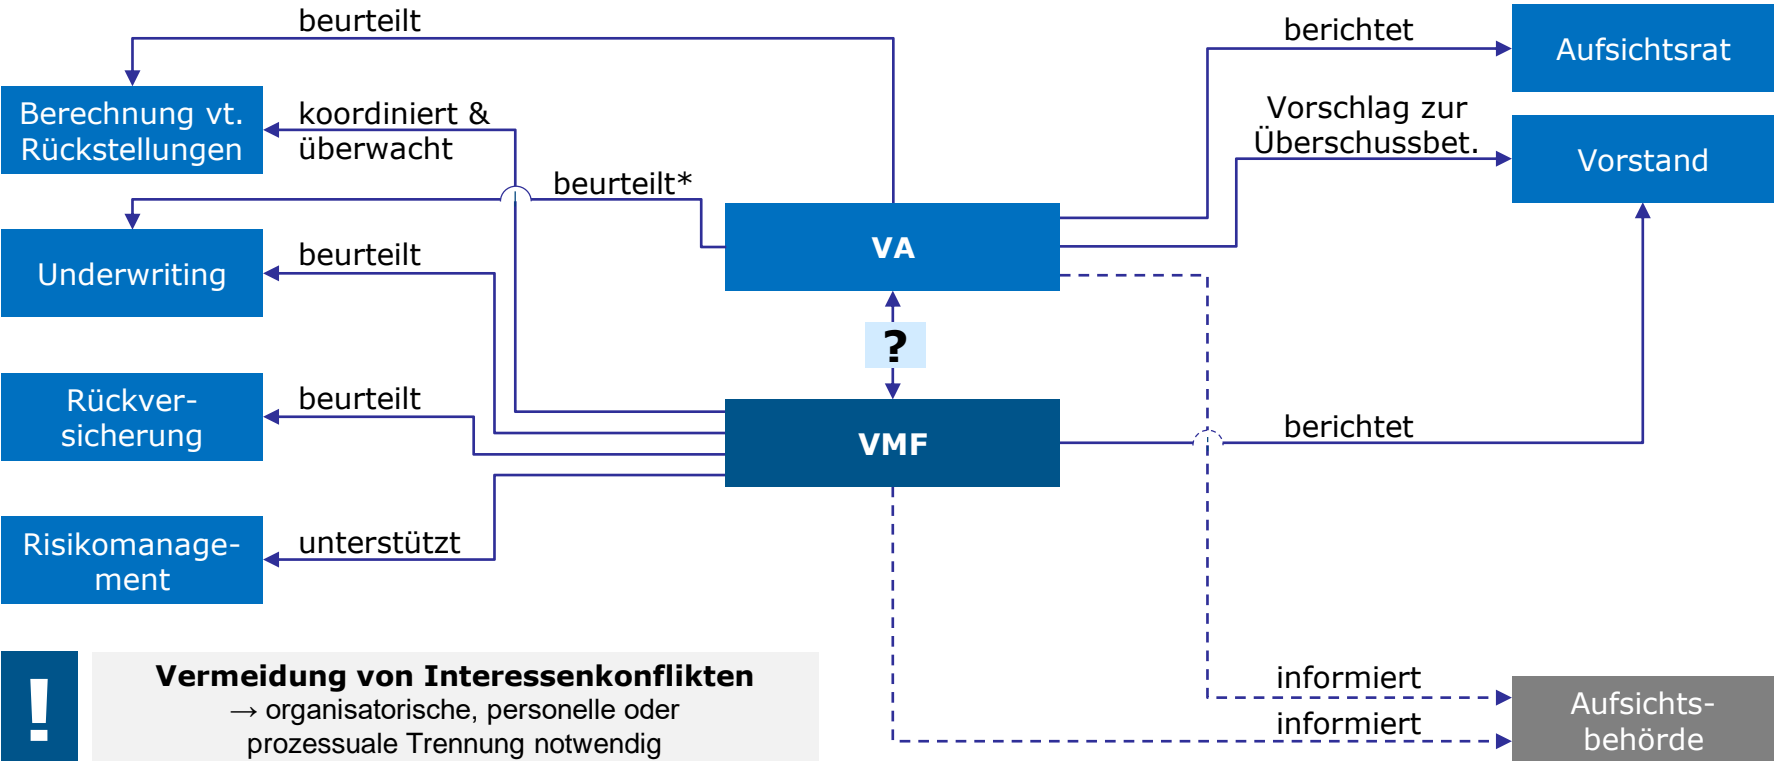 beurteilt
berichtet
Aufsichtsrat
Berechnung vt.
Rückstellungen
koordiniert &
überwacht
Vorschlag zur
Überschussbet.
Vorstand
beurteilt*
VA
Underwriting
beurteilt
?
Rückver-
sicherung
beurteilt
VMF
berichtet
Risikomanage-
ment
unterstützt
!
Vermeidung von Interessenkonflikten
→ organisatorische, personelle oder
prozessuale Trennung notwendig
informiert
informiert
Aufsichts-
behörde